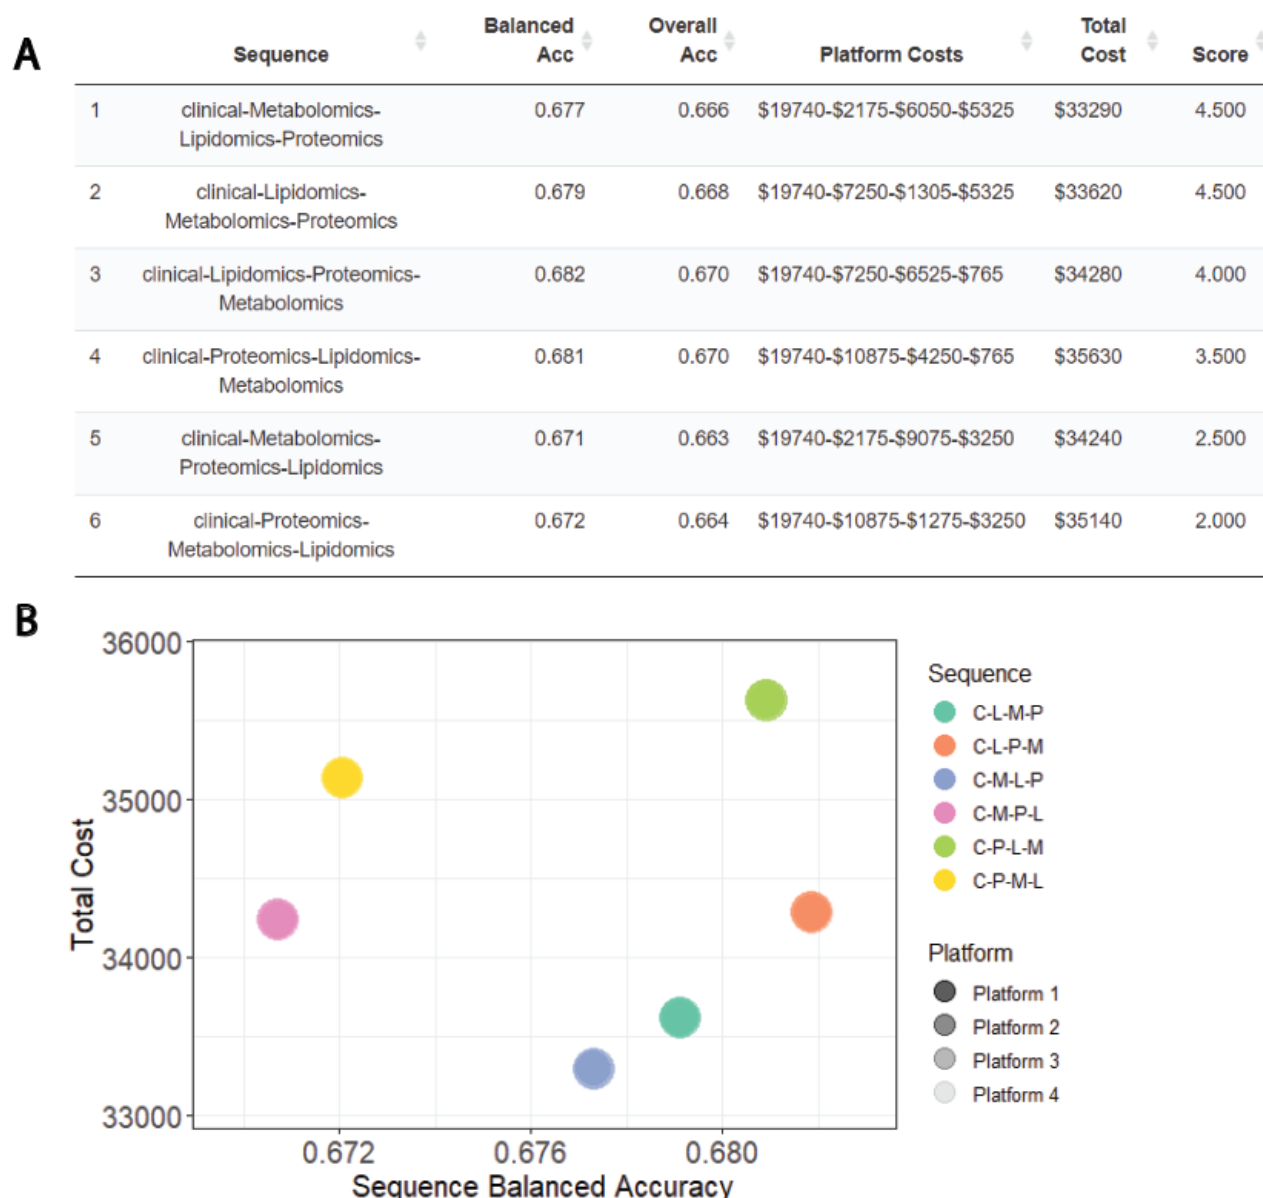 A
Sequence Balanced Acc Overall Acc Platform Costs Total Cost Score
1 clinical-Metabolomics- 0.677 0.666 $19740-$2175-$6050-$5325 $33290 4.500
Lipidomics-Proteomics
2 clinical-Lipidomics- 0.679 0.668 $19740-$7250-$1305-$5325 $33620 4.500
Metabolomics-Proteomics
3 clinical-Lipidomics-Proteomics- 0.682 0.670 $19740-$7250-$6525-$765 $34280 4.000
Metabolomics
4 clinical-Proteomics-Lipidomics- 0.681 0.670 $19740-$10875-$4250-$765 $35630 3.500
Metabolomics
5 clinical-Metabolomics- 0.671 0.663 $19740-$2175-$9075-$3250 $34240 2.500
Proteomics-Lipidomics
6 clinical-Proteomics- 0.672 0.664 $19740-$10875-$1275-$3250 $35140 2.000
Metabolomics-Lipidomics
B
36000
35000
34000
33000
Total Cost
0.672 0.676 0.680
Sequence Balanced Accuracy
Sequence
C-L-M-P
C-L-P-M
C-M-L-P
C-M-P-L
C-P-L-M
C-P-M-L
Platform
Platform 1
Platform 2
Platform 3
Platform 4